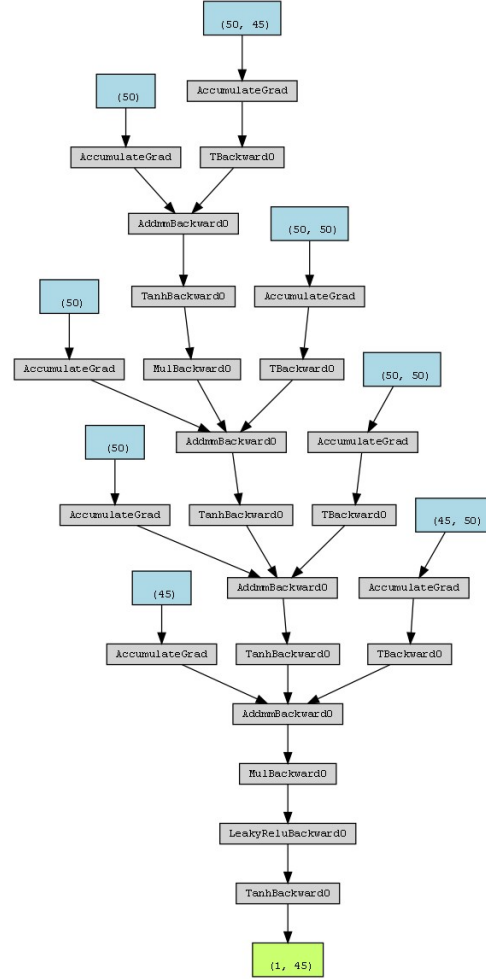 (50, 45)
(50)
AccumulateGrad
AccumulateGrad
TBackward0
AddmmBackward0
(50, 50)
(50)
TanhBackward0
AccumulateGrad
AccumulateGrad
MulBackward0
TBackward0
(50, 50)
(50)
AddmmBackward0
AccumulateGrad
AccumulateGrad
TanhBackward0
TBackward0
(45, 50)
(45)
AddmmBackward0
AccumulateGrad
AccumulateGrad
TanhBackward0
TBackward0
AddmmBackward0
MulBackward0
LeakyReluBackward0
TanhBackward0
(1, 45)